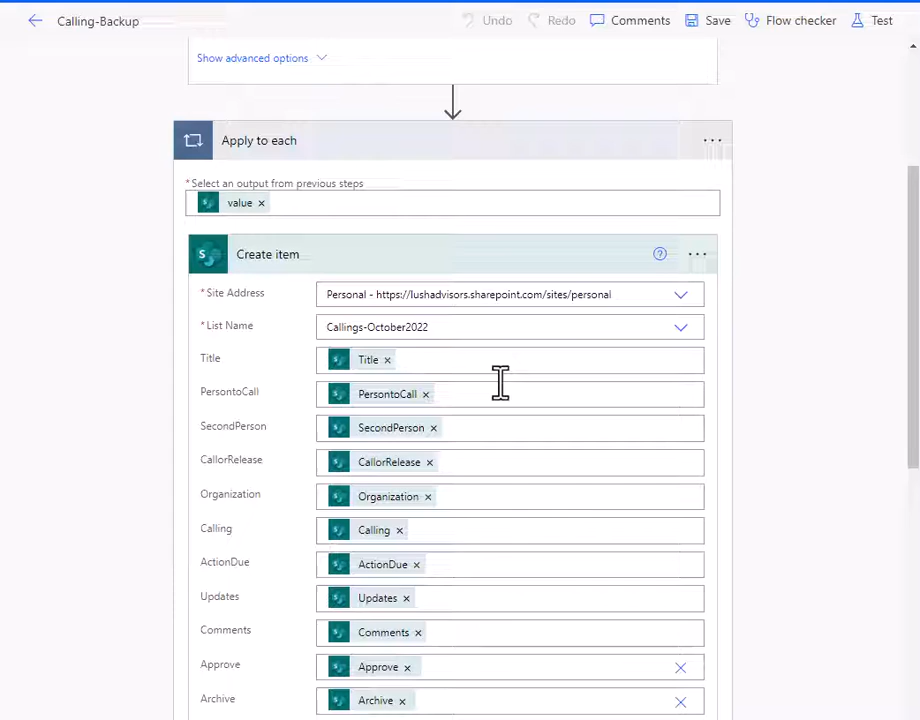 Calling-Backup
Undo Redo Comments Save Flow checker Test
Show advanced options
Apply to each
* Select an output from previous steps
value ×
Create item
* Site Address Personal - https://lushadvisors.sharepoint.com/sites/personal
* List Name Callings-October2022
Title Title ×
PersontoCall PersontoCall ×
SecondPerson SecondPerson ×
CallorRelease CallorRelease ×
Organization Organization ×
Calling Calling ×
ActionDue ActionDue ×
Updates Updates ×
Comments Comments ×
Approve Approve ×
Archive Archive ×